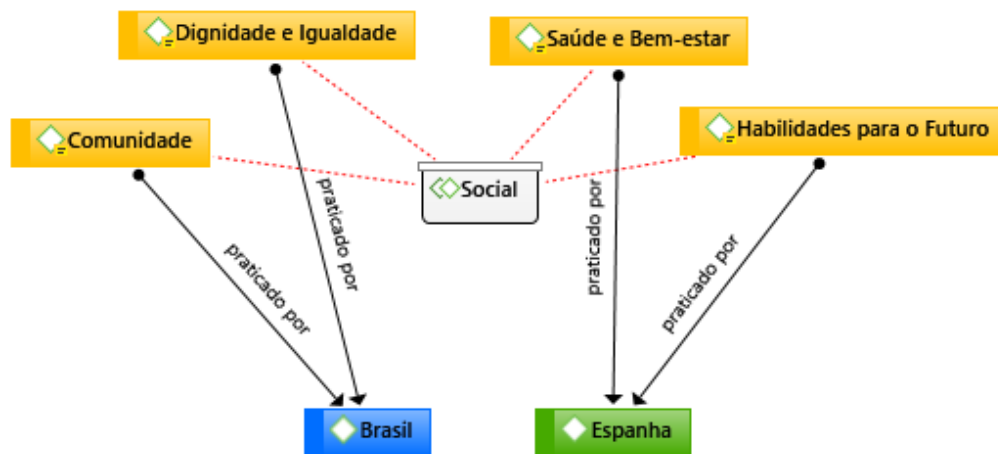 Dignidade e Igualdade
Saúde e Bem-estar
Comunidade
Habilidades para o Futuro
Social
praticado por
praticado por
praticado por
praticado por
Brasil
Espanha